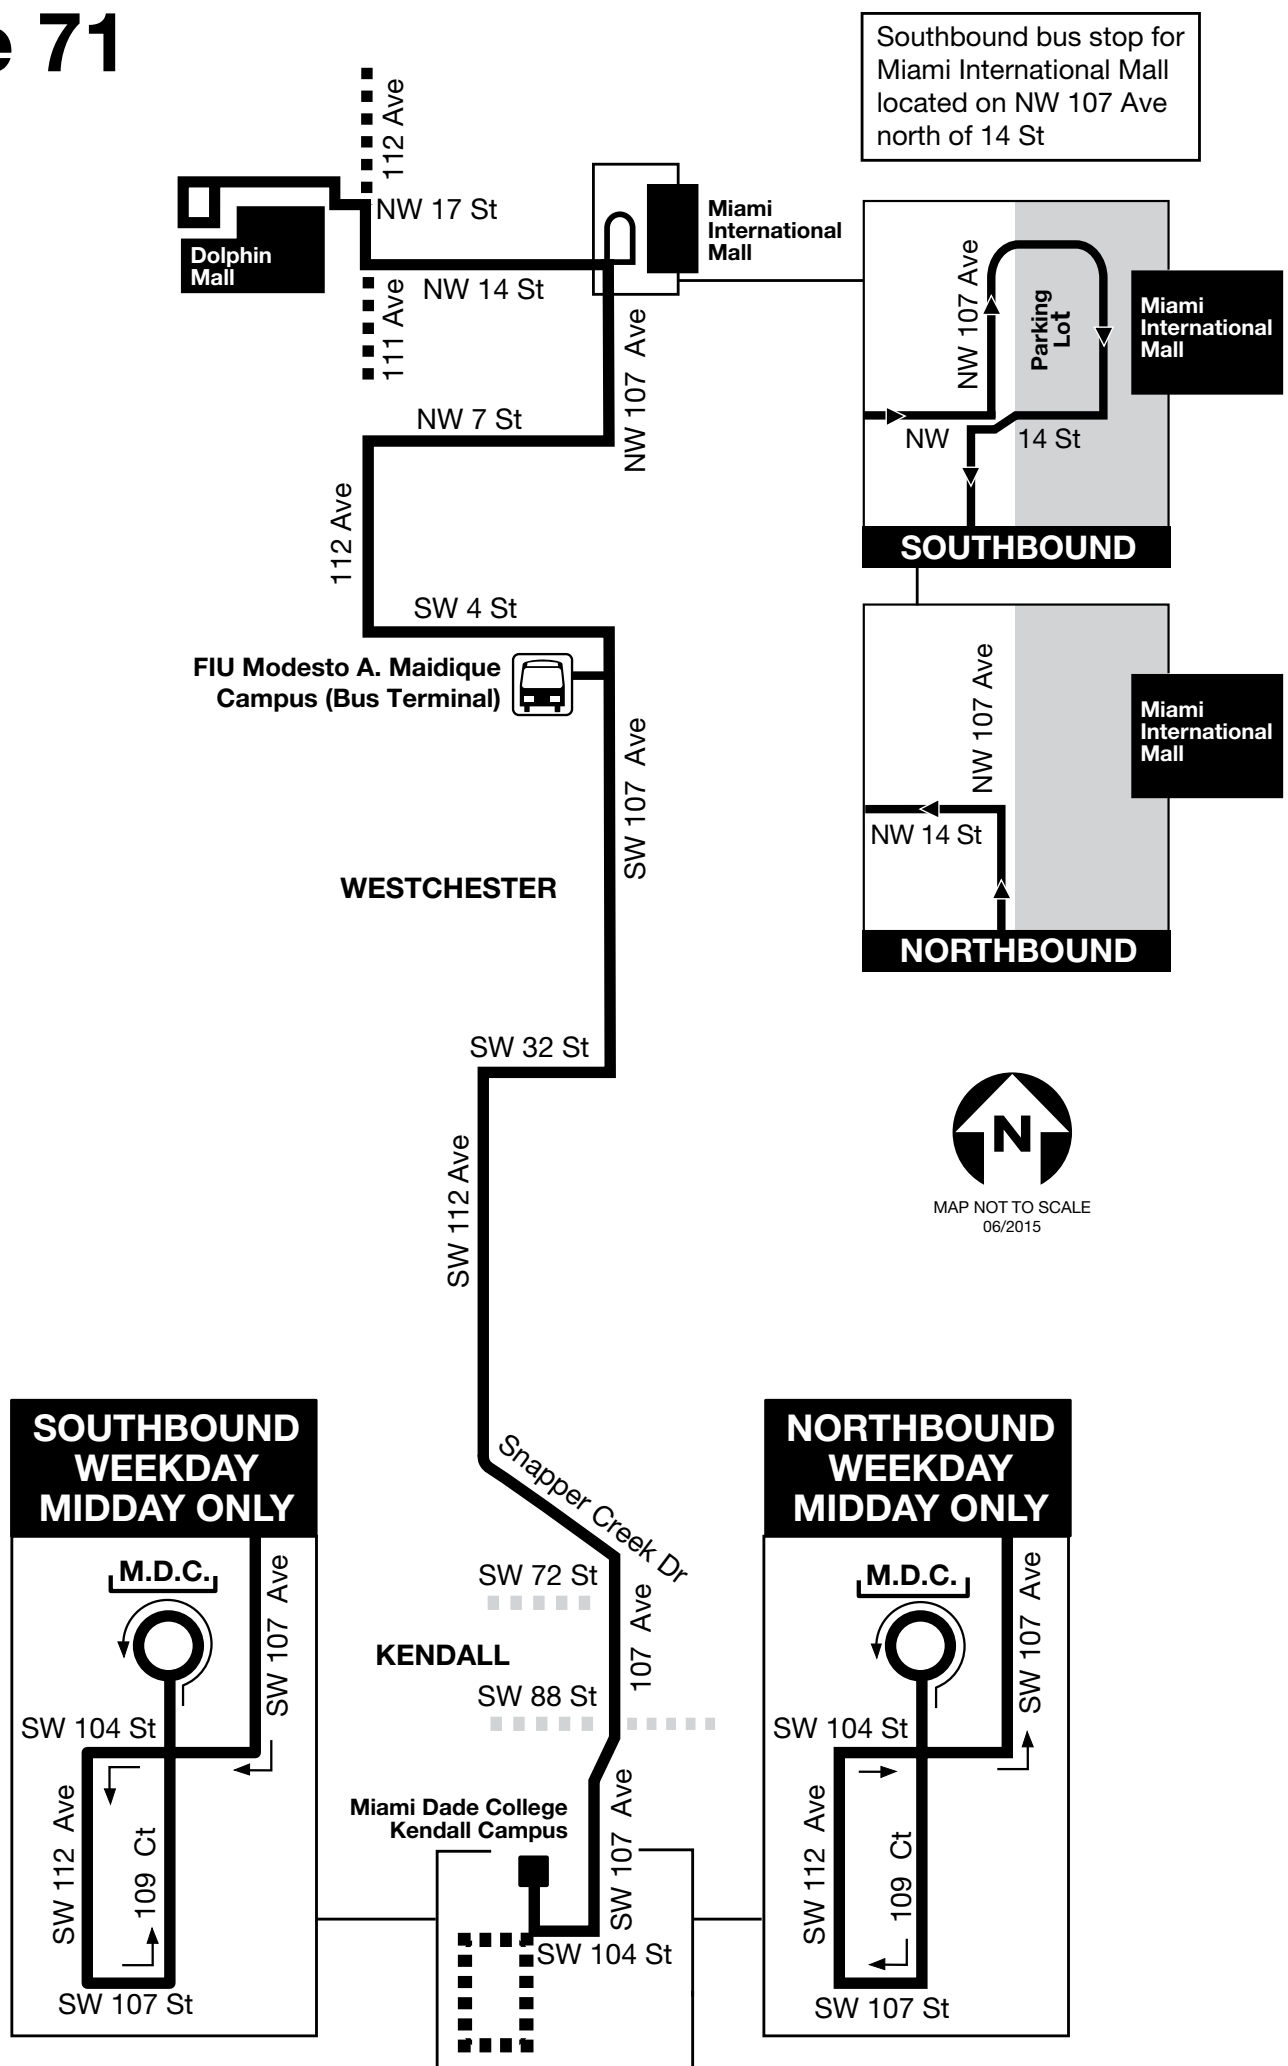 e 71
Southbound bus stop for
Miami International Mall
located on NW 107 Ave
north of 14 St
112 Ave
NW 17 St
Dolphin
Mall
Miami
International
Mall
NW 14 St
111 Ave
NW 107 Ave
NW 7 St
112 Ave
SW 4 St
FIU Modesto A. Maidique
Campus (Bus Terminal)
SW 107 Ave
WESTCHESTER
SW 32 St
SW 112 Ave
Snapper Creek Dr
SW 72 St
107 Ave
KENDALL
SW 88 St
Miami Dade College
Kendall Campus
SW 107 Ave
SW 104 St
NW 107 Ave
Parking
Lot
Miami
International
Mall
NW 14 St
SOUTHBOUND
NW 107 Ave
Miami
International
Mall
NW 14 St
NORTHBOUND
N
MAP NOT TO SCALE
06/2015
SOUTHBOUND
WEEKDAY
MIDDAY ONLY
M.D.C.
SW 107 Ave
SW 104 St
SW 112 Ave
109 Ct
SW 107 St
NORTHBOUND
WEEKDAY
MIDDAY ONLY
M.D.C.
SW 107 Ave
SW 104 St
SW 112 Ave
109 Ct
SW 107 St